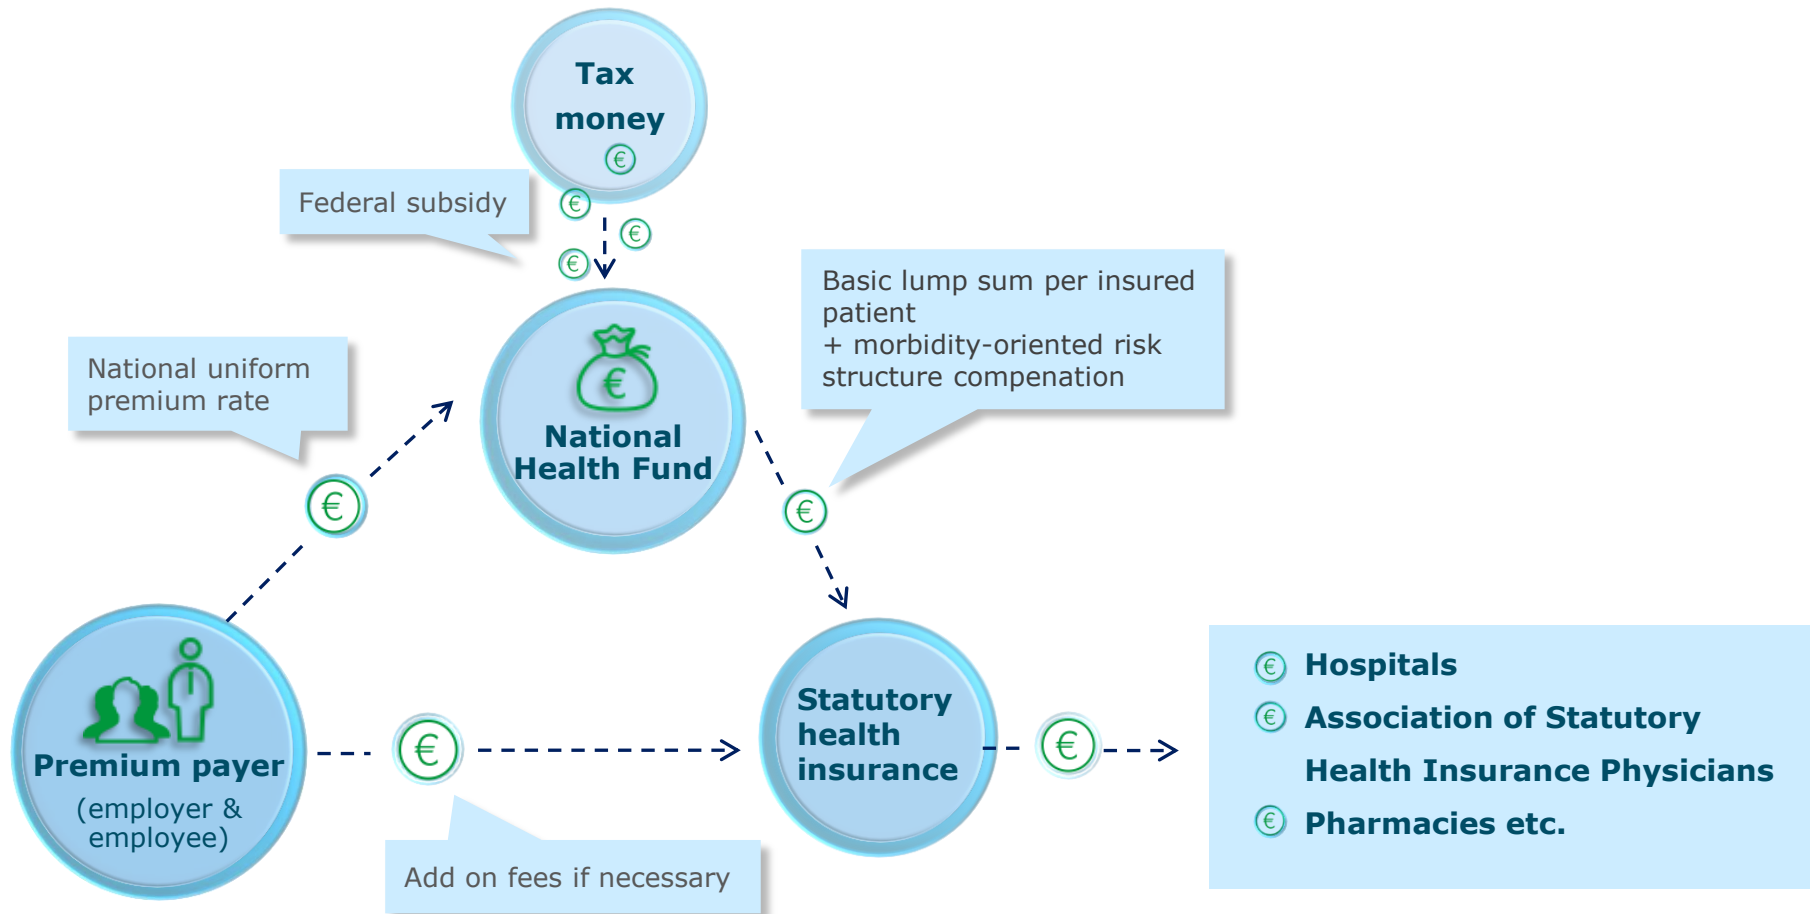 Tax
money
€
€
€
€
Federal subsidy
Basic lump sum per insured
patient
+ morbidity-oriented risk
structure compenation
National uniform
premium rate
€
National
Health Fund
€
€
Premium payer
(employer &
employee)
€
Statutory
health
insurance
€
€ Hospitals
€ Association of Statutory
Health Insurance Physicians
€ Pharmacies etc.
Add on fees if necessary